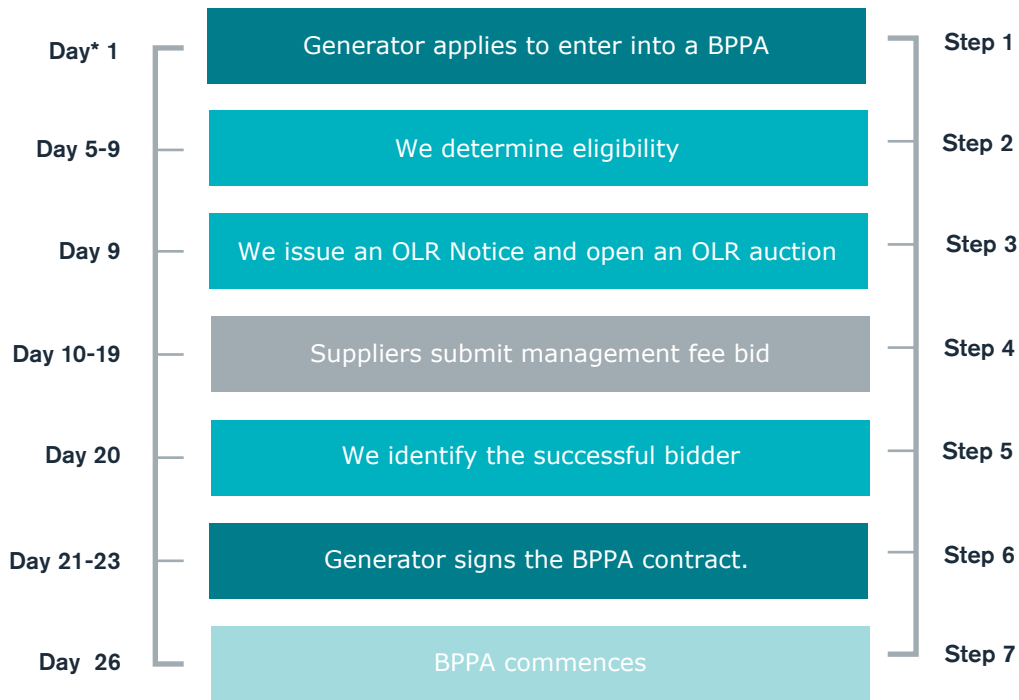 Day* 1
Generator applies to enter into a BPPA
Step 1
Day 5-9
We determine eligibility
Step 2
Day 9
We issue an OLR Notice and open an OLR auction
Step 3
Day 10-19
Suppliers submit management fee bid
Step 4
Day 20
We identify the successful bidder
Step 5
Day 21-23
Generator signs the BPPA contract.
Step 6
Day 26
BPPA commences
Step 7